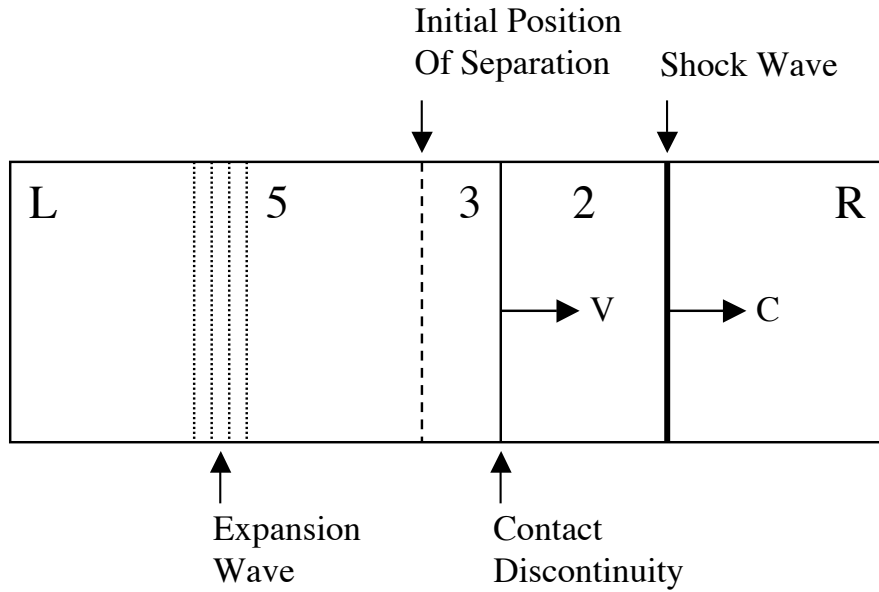 Initial Position
Of Separation
Shock Wave
L
5
3
2
R
V
C
Expansion
Wave
Contact
Discontinuity